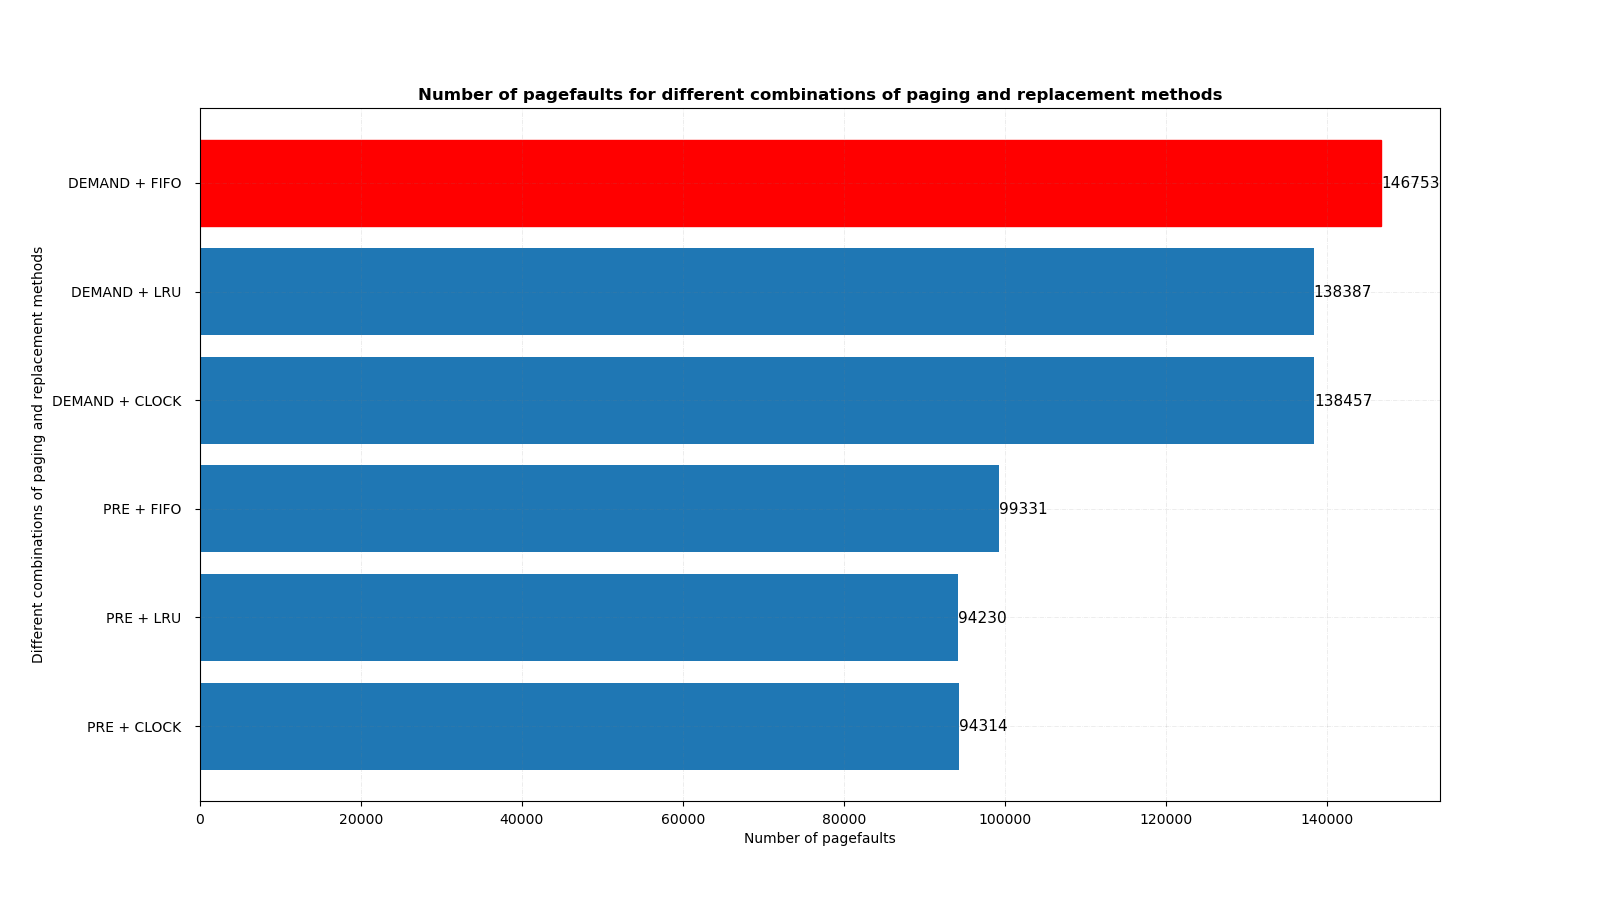 Number of pagefaults for different combinations of paging and replacement methods
Different combinations of paging and replacement methods
DEMAND + FIFO 146753
DEMAND + LRU 138387
DEMAND + CLOCK 138457
PRE + FIFO 99331
PRE + LRU 94230
PRE + CLOCK 94314
0 20000 40000 60000 80000 100000 120000 140000
Number of pagefaults